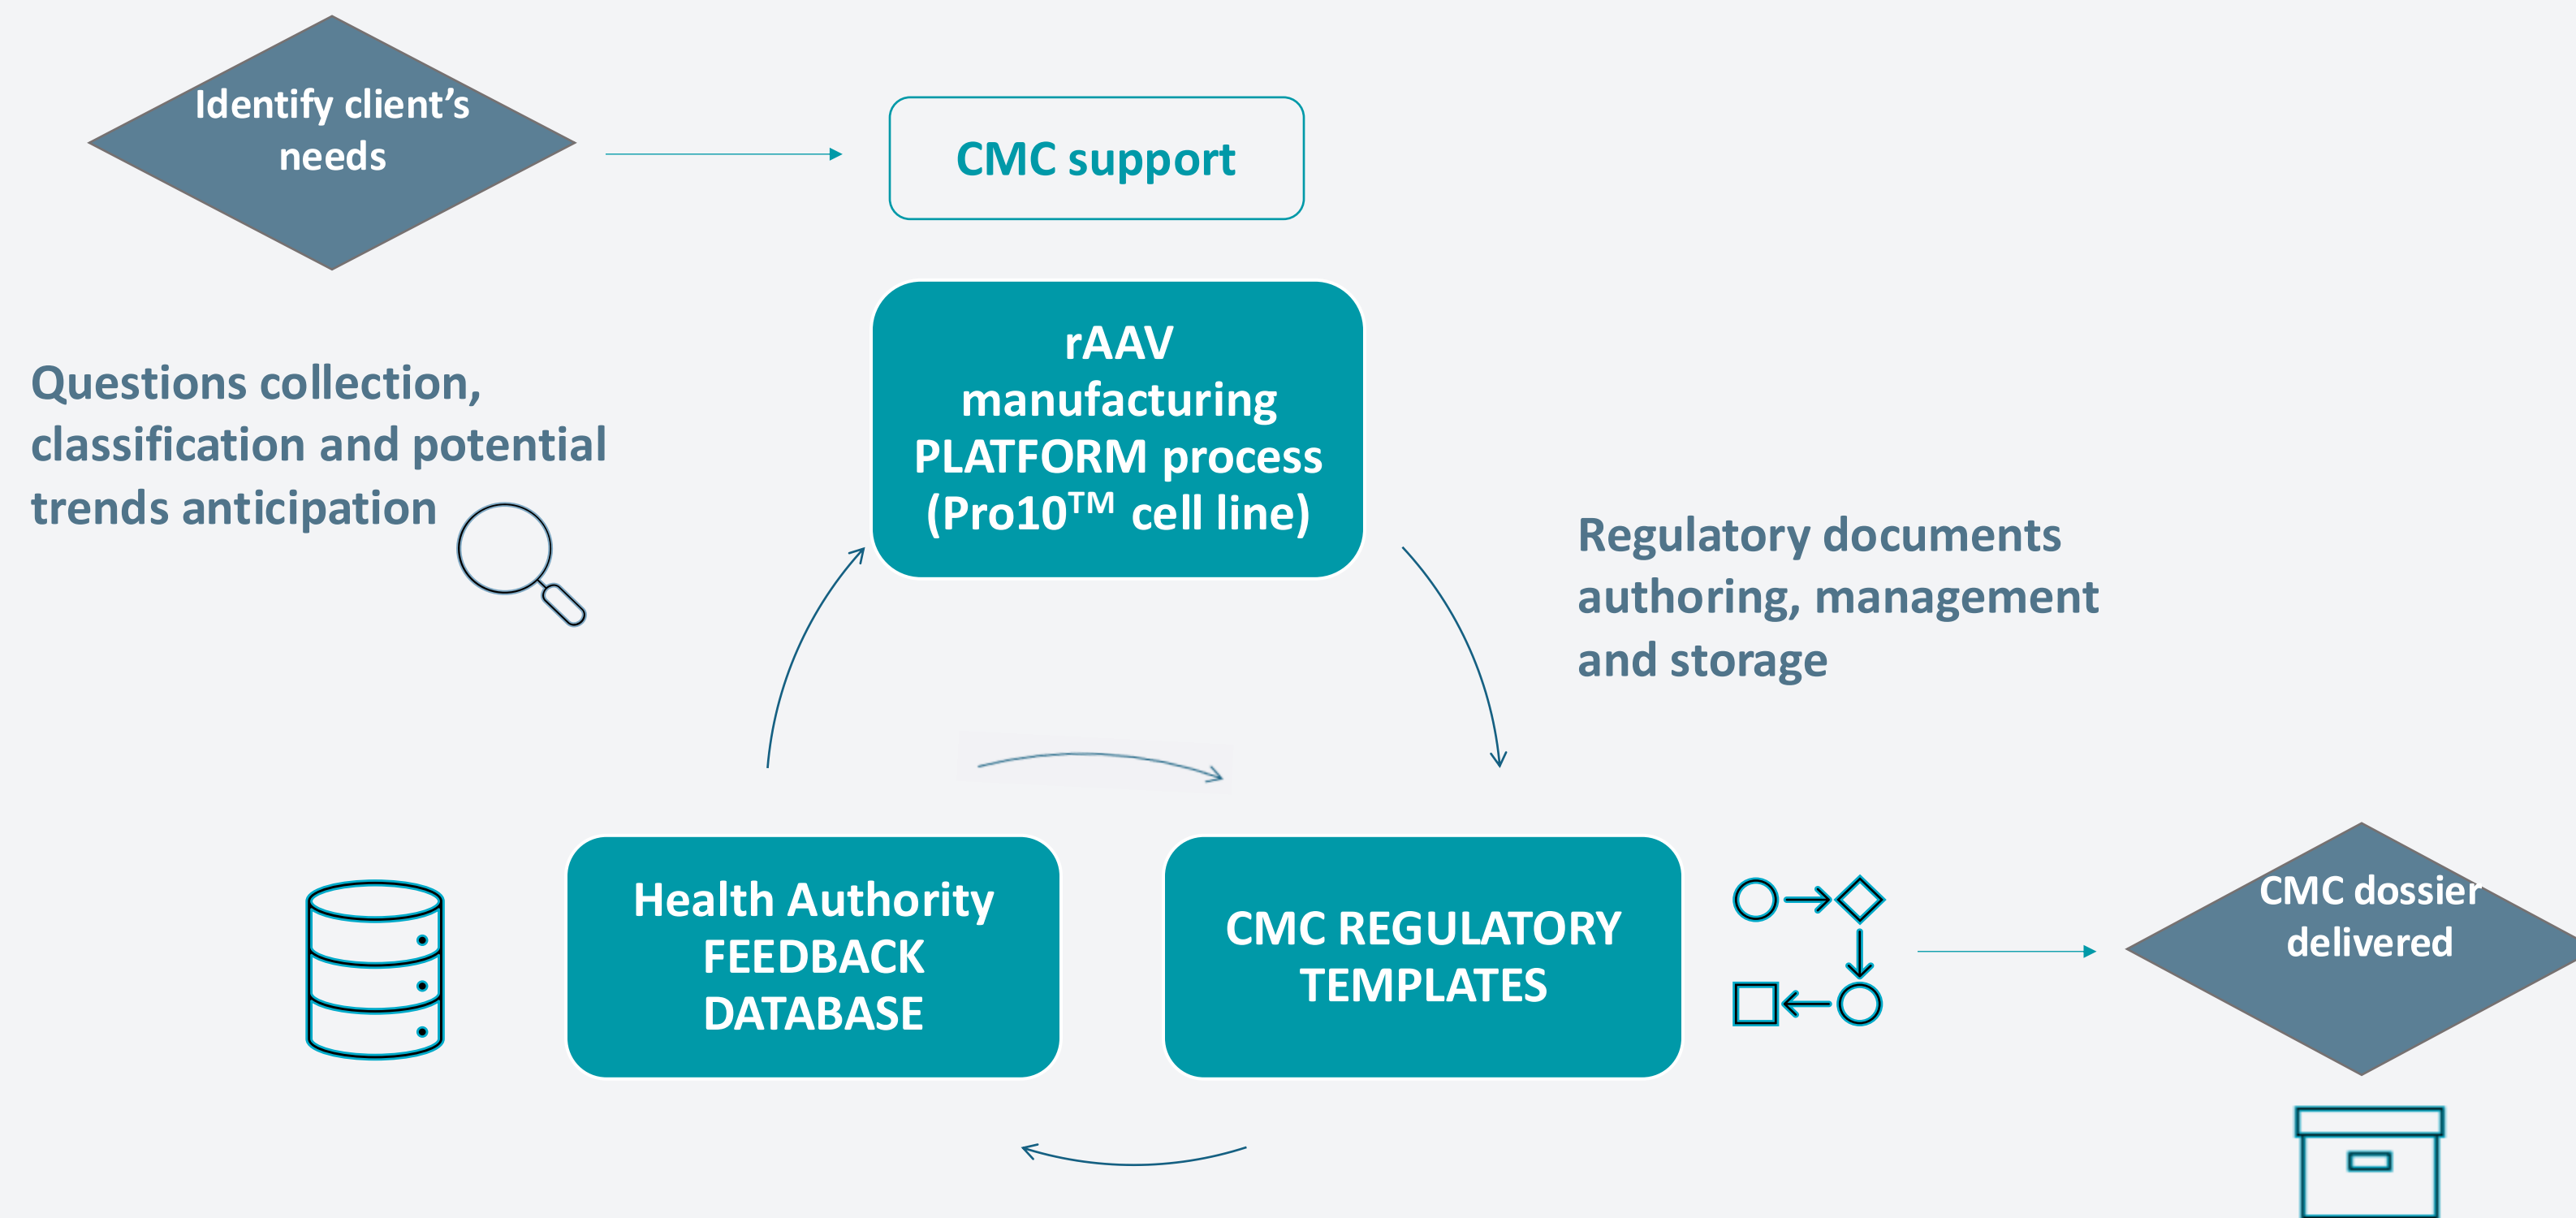 Identify client’s
needs
CMC support
rAAV
manufacturing
PLATFORM process
(Pro10™ cell line)
Questions collection,
classification and potential
trends anticipation
Regulatory documents
authoring, management
and storage
Health Authority
FEEDBACK
DATABASE
CMC REGULATORY
TEMPLATES
CMC dossier
delivered